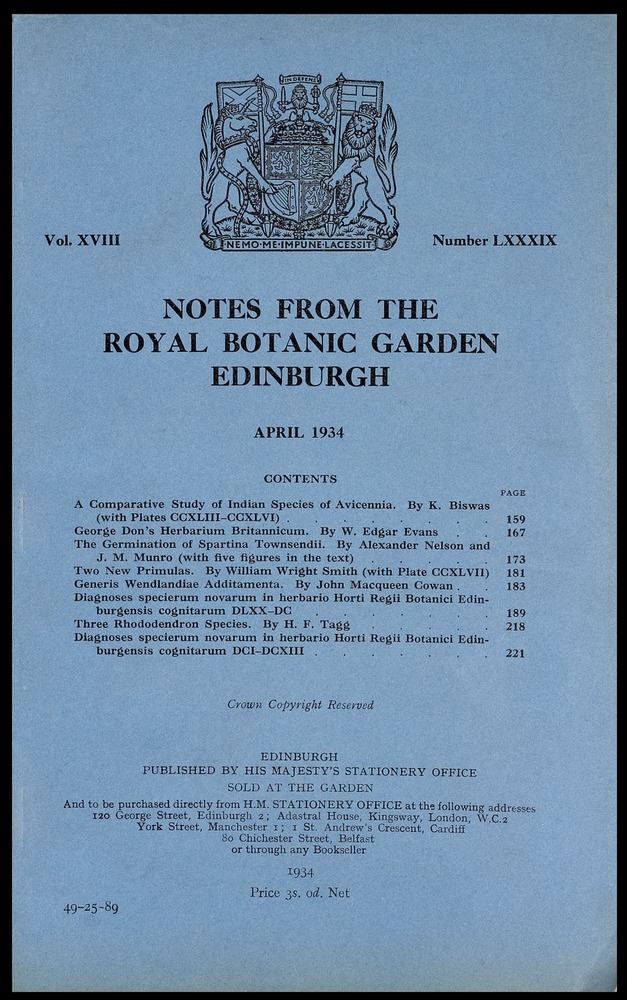 IN DEFENS
NEMO·ME·IMPUNE·LACESSIT
Vol. XVIII
Number LXXXIX
NOTES FROM THE
ROYAL BOTANIC GARDEN
EDINBURGH
APRIL 1934
CONTENTS
PAGE
A Comparative Study of Indian Species of Avicennia. By K. Biswas
(with Plates CCXLIII–CCXLVI) . . . . . . . . 159
George Don's Herbarium Britannicum. By W. Edgar Evans . . 167
The Germination of Spartina Townsendii. By Alexander Nelson and
J. M. Munro (with five figures in the text) . . . . . 173
Two New Primulas. By William Wright Smith (with Plate CCXLVII) 181
Generis Wendlandiae Additamenta. By John Macqueen Cowan . . 183
Diagnoses specierum novarum in herbario Horti Regii Botanici Edin-
burgensis cognitarum DLXX–DC . . . . . . . 189
Three Rhododendron Species. By H. F. Tagg . . . . . 218
Diagnoses specierum novarum in herbario Horti Regii Botanici Edin-
burgensis cognitarum DCI–DCXIII . . . . . . . 221
Crown Copyright Reserved
EDINBURGH
PUBLISHED BY HIS MAJESTY'S STATIONERY OFFICE
SOLD AT THE GARDEN
And to be purchased directly from H.M. STATIONERY OFFICE at the following addresses
120 George Street, Edinburgh 2; Adastral House, Kingsway, London, W.C.2
York Street, Manchester 1; 1 St. Andrew's Crescent, Cardiff
80 Chichester Street, Belfast
or through any Bookseller
1934
Price 3s. 0d. Net
49-25-89